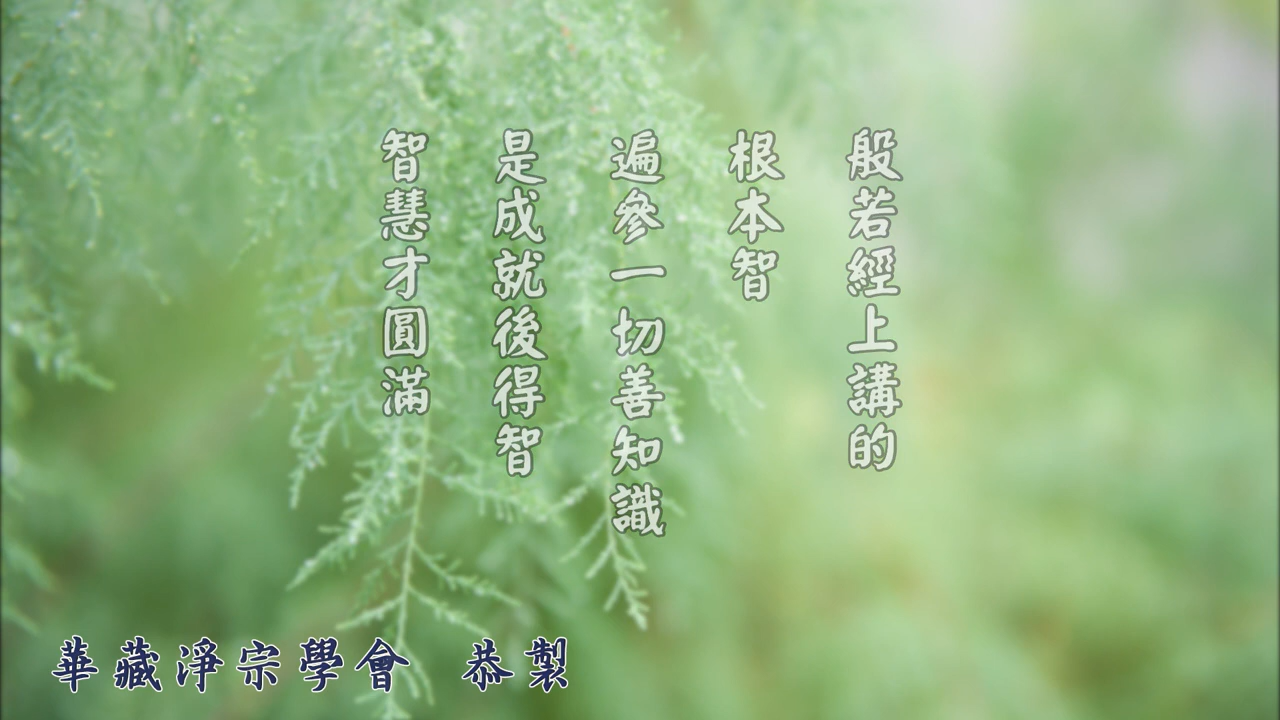 般若經上講的
根本智
遍參一切善知識
是成就後得智
智慧才圓滿
華藏淨宗學會　恭製